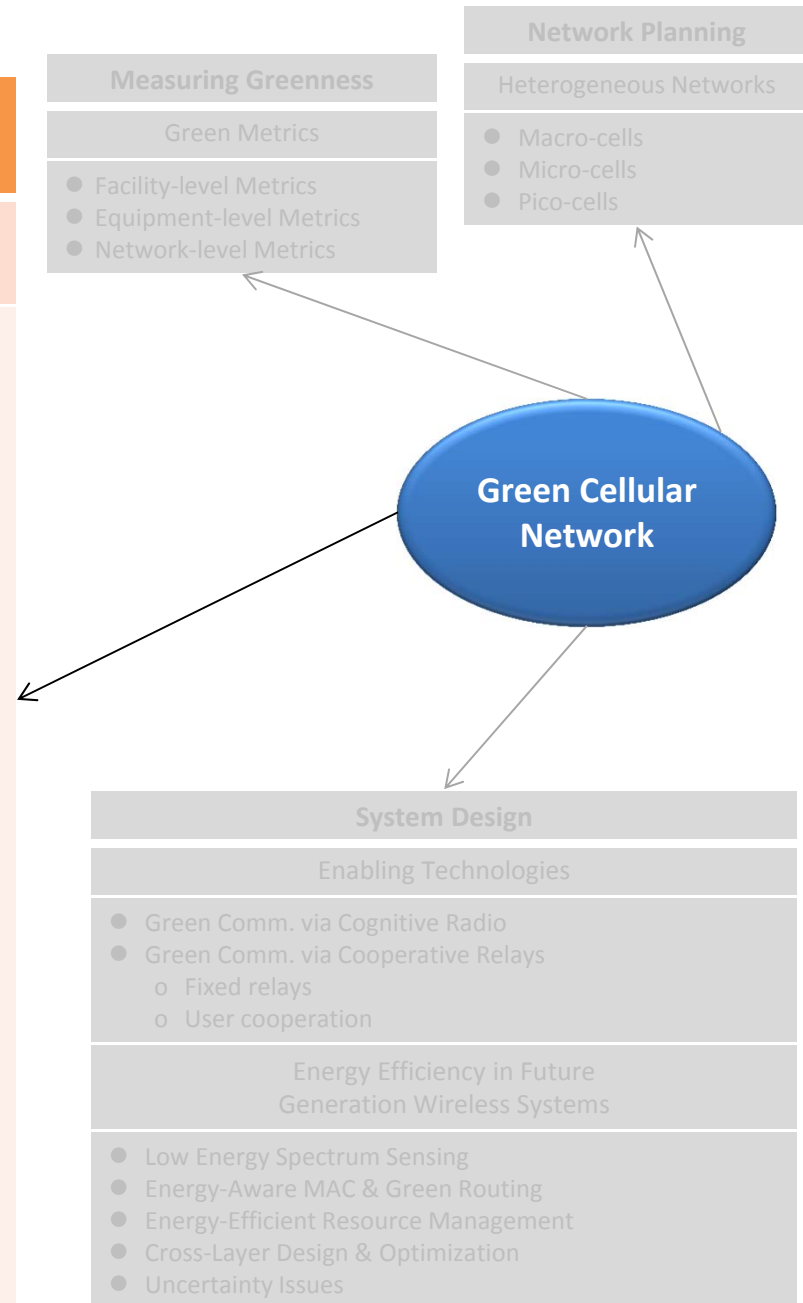 Network Planning
Heterogeneous Networks
● Macro-cells
● Micro-cells
● Pico-cells
Measuring Greenness
Green Metrics
● Facility-level Metrics
● Equipment-level Metrics
● Network-level Metrics
Green Cellular
Network
System Design
Enabling Technologies
● Green Comm. via Cognitive Radio
● Green Comm. via Cooperative Relays
o Fixed relays
o User cooperation
Energy Efficiency in Future
Generation Wireless Systems
● Low Energy Spectrum Sensing
● Energy-Aware MAC & Green Routing
● Energy-Efficient Resource Management
● Cross-Layer Design & Optimization
● Uncertainty Issues